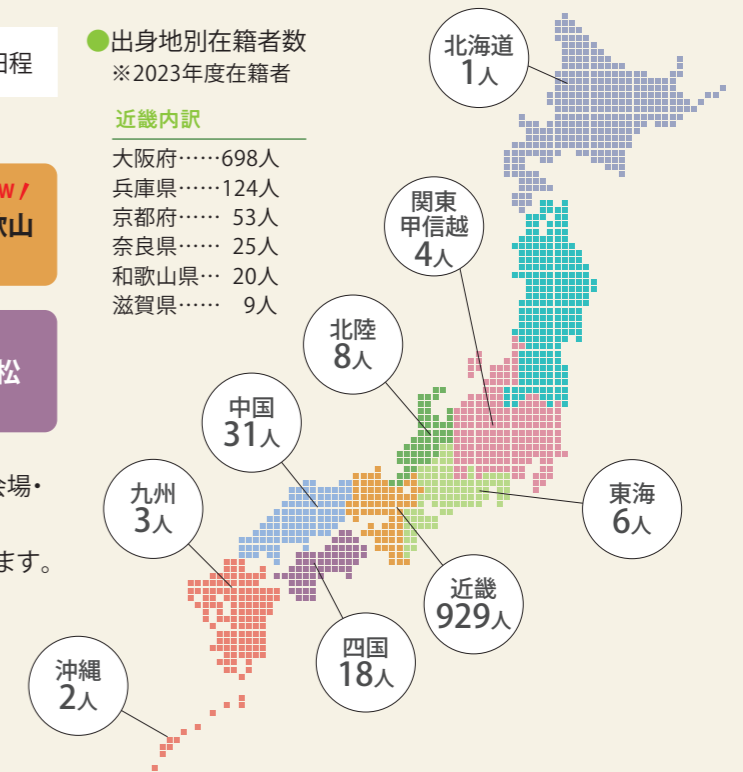 日程
●出身地別在籍者数
※2023年度在籍者
近畿内訳
大阪府……698人
兵庫県……124人
京都府…… 53人
奈良県…… 25人
和歌山県… 20人
滋賀県…… 9人
W!
歌山
松
会場・
ます。
北海道
1人
関東
甲信越
4人
北陸
8人
中国
31人
九州
3人
東海
6人
近畿
929人
四国
18人
沖縄
2人